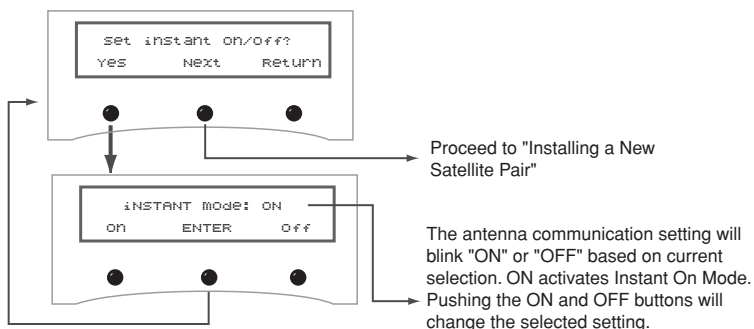 Set instant on/off?
Yes Next Return
Proceed to "Installing a New
Satellite Pair"
iNSTANT mode: ON
On ENTER Off
The antenna communication setting will
blink "ON" or "OFF" based on current
selection. ON activates Instant On Mode.
Pushing the ON and OFF buttons will
change the selected setting.